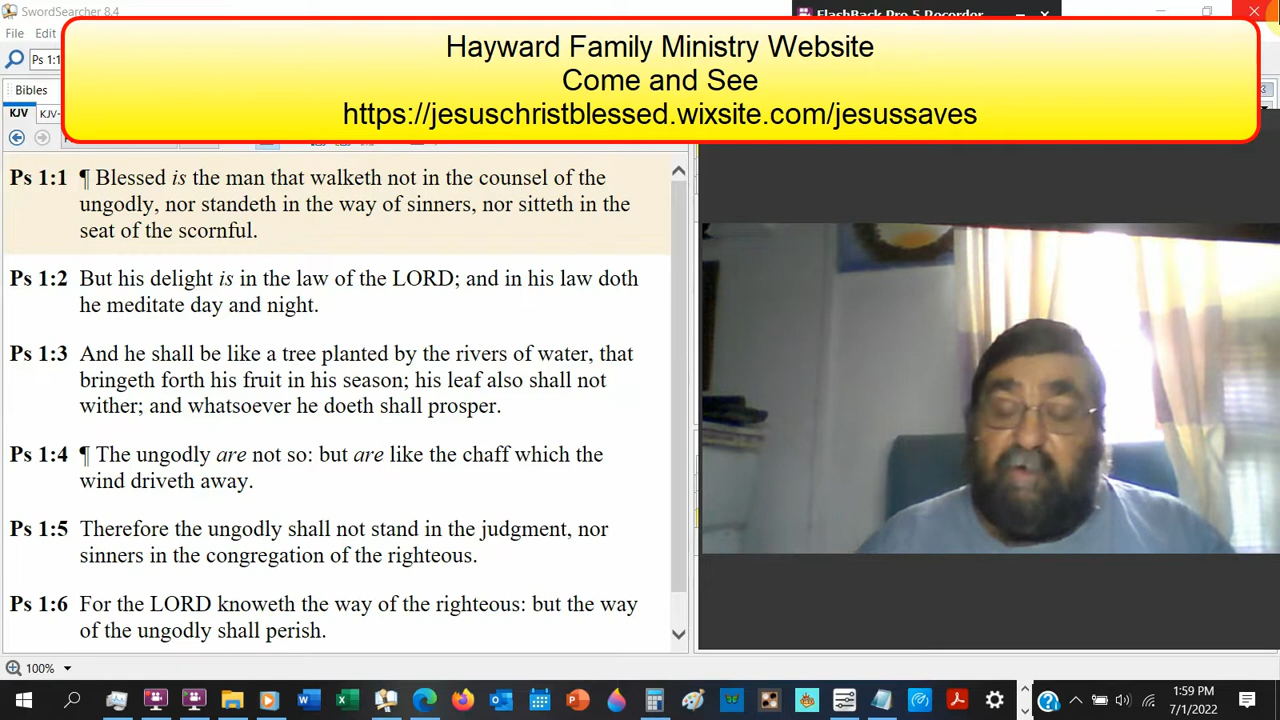 SwordSearcher 8.4
FlashBack Pro 5 Recorder
File Edit
Hayward Family Ministry Website
Come and See
https://jesuschristblessed.wixsite.com/jesussaves
Ps 1:1
Bibles
KJV KJV-
Ps 1:1 ¶ Blessed is the man that walketh not in the counsel of the
ungodly, nor standeth in the way of sinners, nor sitteth in the
seat of the scornful.
Ps 1:2 But his delight is in the law of the LORD; and in his law doth
he meditate day and night.
Ps 1:3 And he shall be like a tree planted by the rivers of water, that
bringeth forth his fruit in his season; his leaf also shall not
wither; and whatsoever he doeth shall prosper.
Ps 1:4 ¶ The ungodly are not so: but are like the chaff which the
wind driveth away.
Ps 1:5 Therefore the ungodly shall not stand in the judgment, nor
sinners in the congregation of the righteous.
Ps 1:6 For the LORD knoweth the way of the righteous: but the way
of the ungodly shall perish.
100%
1:59 PM
7/1/2022